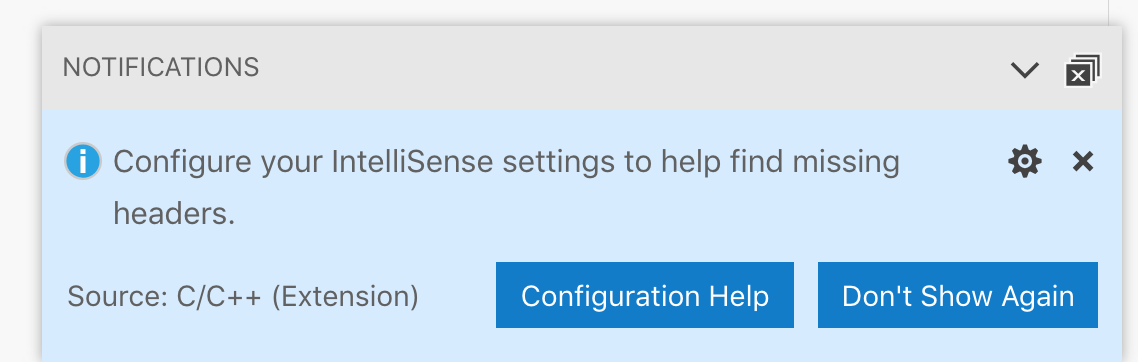 NOTIFICATIONS
Configure your IntelliSense settings to help find missing
headers.
Source: C/C++ (Extension)
Configuration Help
Don't Show Again